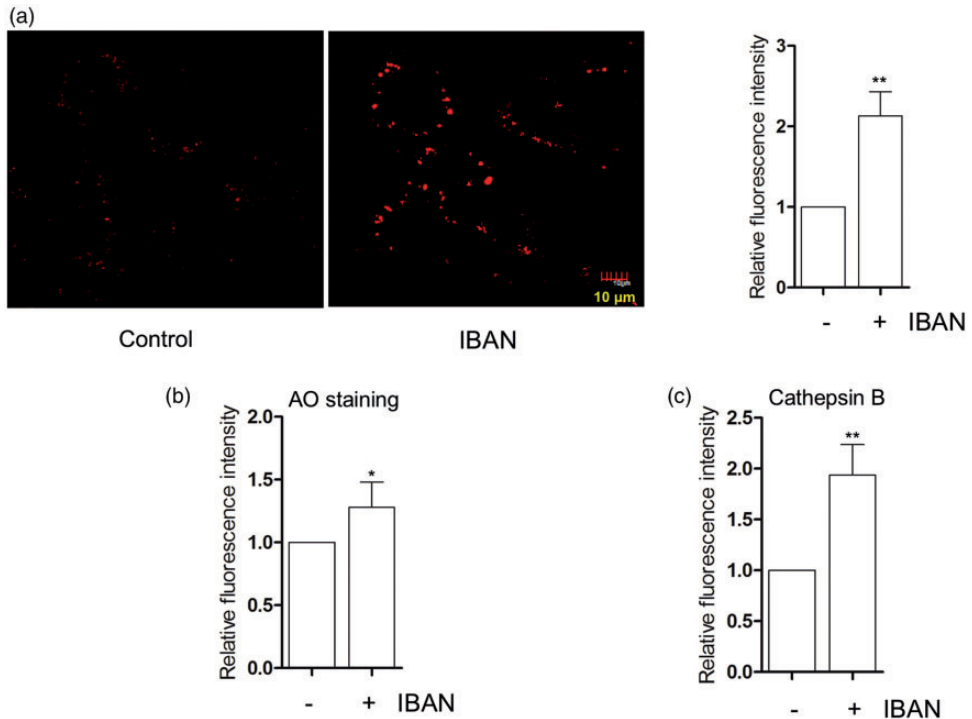 (a)
10µm
10 µm
Control
IBAN
Relative fluorescence intensity
3
2
1
0
**
- + IBAN
(b)
AO staining
Relative fluorescence intensity
2.0
1.5
1.0
0.5
0.0
*
- + IBAN
(c)
Cathepsin B
Relative fluorescence intensity
2.5
2.0
1.5
1.0
0.5
0.0
**
- + IBAN